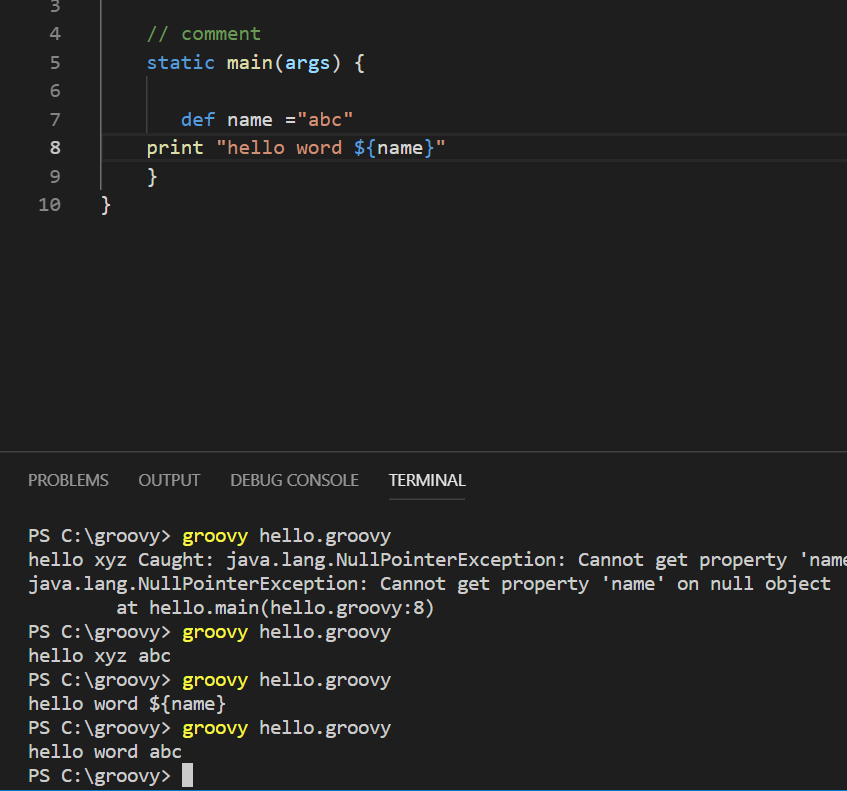 3
4 // comment
5 static main(args) {
6
7 def name ="abc"
8 print "hello word ${name}"
9 }
10 }
PROBLEMS OUTPUT DEBUG CONSOLE TERMINAL
PS C:\groovy> groovy hello.groovy
hello xyz Caught: java.lang.NullPointerException: Cannot get property 'name
java.lang.NullPointerException: Cannot get property 'name' on null object
at hello.main(hello.groovy:8)
PS C:\groovy> groovy hello.groovy
hello xyz abc
PS C:\groovy> groovy hello.groovy
hello word ${name}
PS C:\groovy> groovy hello.groovy
hello word abc
PS C:\groovy>